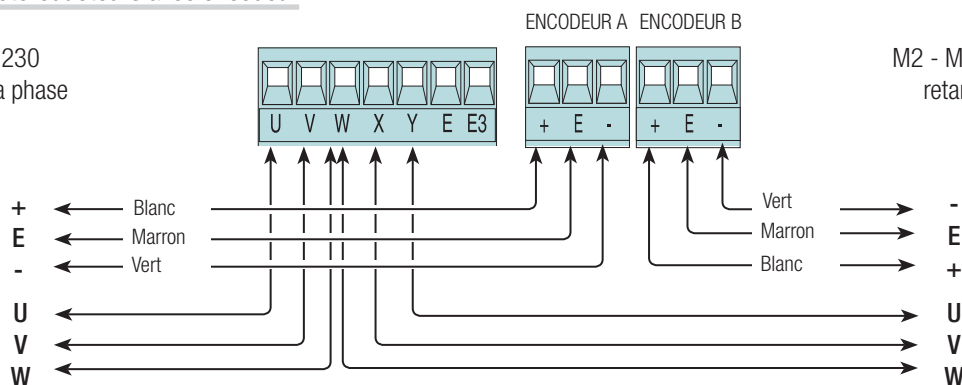 ENCODEUR A ENCODEUR B
230
a phase
M2 - M
retar
U V W X Y E E3
+ E -
+ E -
+ Blanc
E Marron
- Vert
Vert -
Marron E
Blanc +
U
V
W
U
V
W